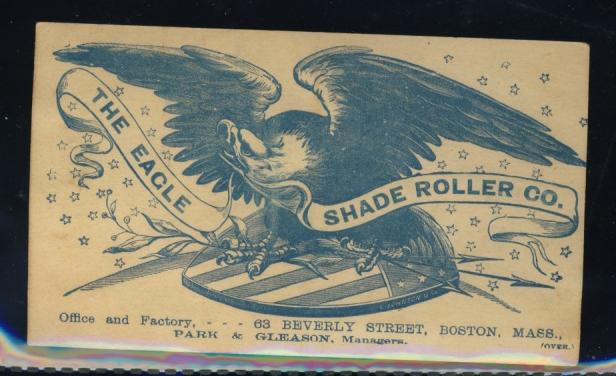 THE EAGLE
SHADE ROLLER CO.
Office and Factory, - - - 63 BEVERLY STREET, BOSTON, MASS.,
PARK & GLEASON, Managers.
(OVER.)